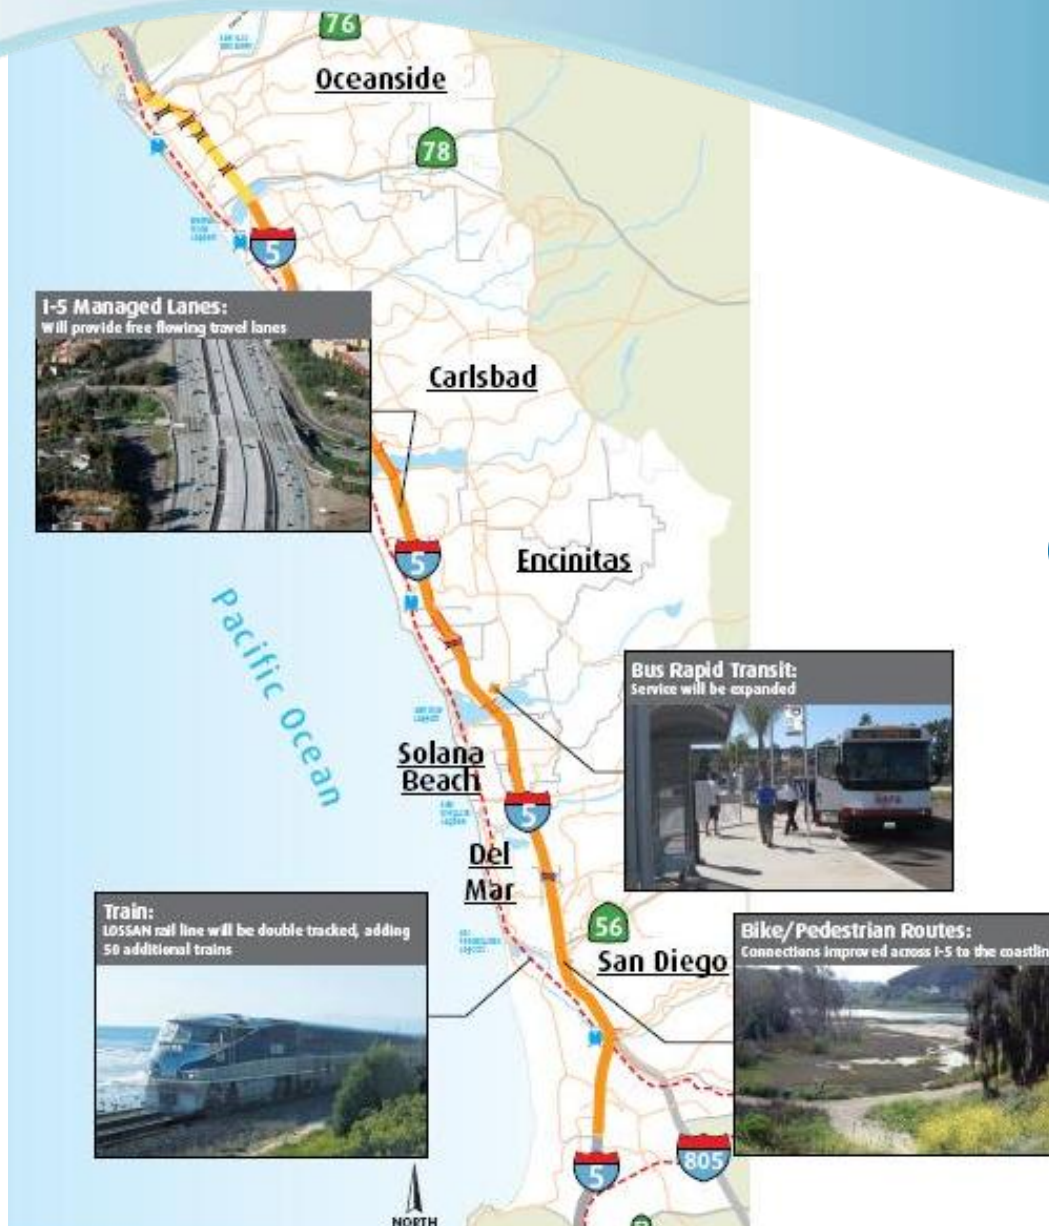 76
Oceanside
78
5
I-5 Managed Lanes:
Will provide free flowing travel lanes
Carlsbad
5
Encinitas
Pacific Ocean
Bus Rapid Transit:
Service will be expanded
Solana
Beach
5
Del
Mar
Train:
LOSSAN rail line will be double tracked, adding
50 additional trains
56
San Diego
Bike/Pedestrian Routes:
Connections improved across I-5 to the coastlin
5
805
NORTH